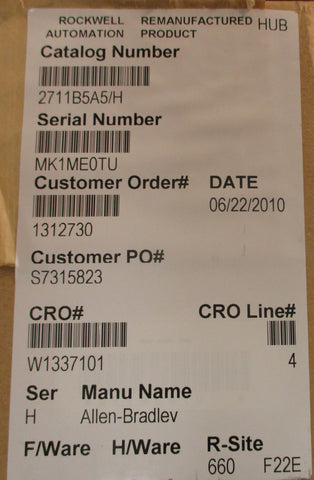 ROCKWELL REMANUFACTURED HUB
AUTOMATION PRODUCT
Catalog Number
2711B5A5/H
Serial Number
MK1ME0TU
Customer Order# DATE
06/22/2010
1312730
Customer PO#
S7315823
CRO# CRO Line#
W1337101 4
Ser Manu Name
H Allen-Bradley
F/Ware H/Ware R-Site
660 F22E